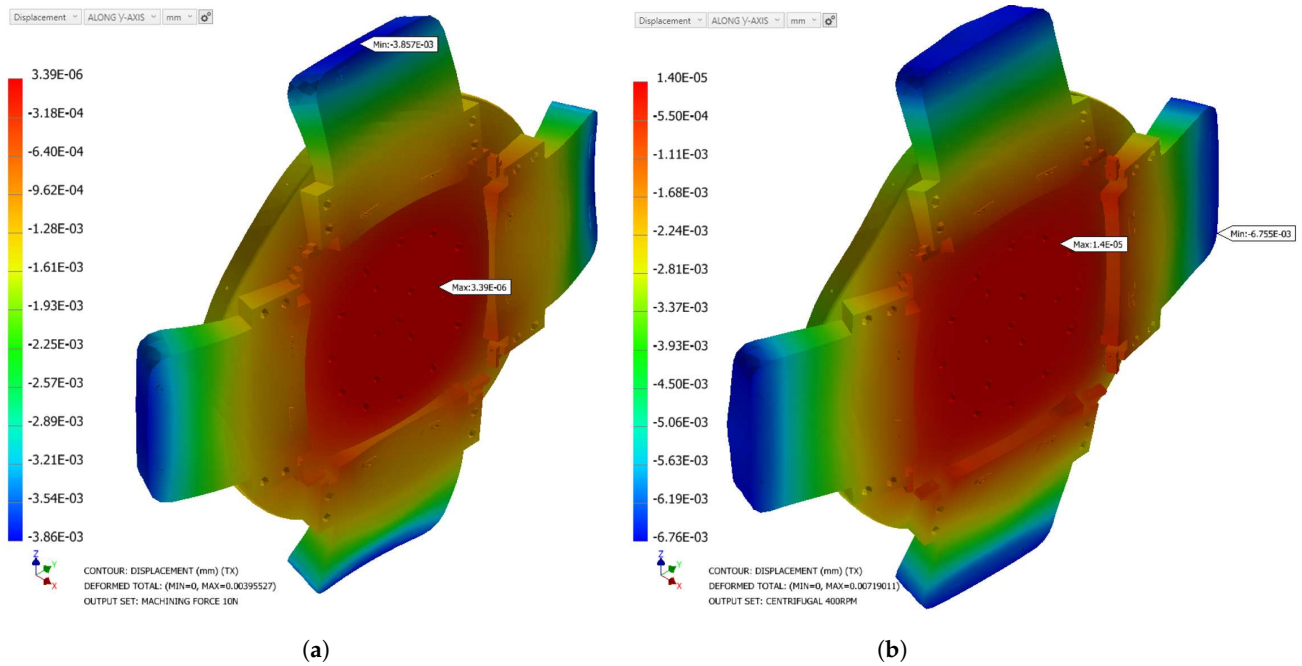 Displacement ALONG Y-AXIS mm
Min:-3.857E-03
3.39E-06
-3.18E-04
-6.40E-04
-9.62E-04
-1.28E-03
-1.61E-03
-1.93E-03
-2.25E-03
-2.57E-03
-2.89E-03
-3.21E-03
-3.54E-03
-3.86E-03
Max:3.39E-06
Z
Y
X
CONTOUR: DISPLACEMENT (mm) (TX)
DEFORMED TOTAL: (MIN=0, MAX=0.00395527)
OUTPUT SET: MACHINING FORCE 10N
(a)
Displacement ALONG Y-AXIS mm
1.40E-05
-5.50E-04
-1.11E-03
-1.68E-03
-2.24E-03
-2.81E-03
-3.37E-03
-3.93E-03
-4.50E-03
-5.06E-03
-5.63E-03
-6.19E-03
-6.76E-03
Max:1.4E-05
Min:-6.755E-03
Z
Y
X
CONTOUR: DISPLACEMENT (mm) (TX)
DEFORMED TOTAL: (MIN=0, MAX=0.00719011)
OUTPUT SET: CENTRIFUGAL 400RPM
(b)